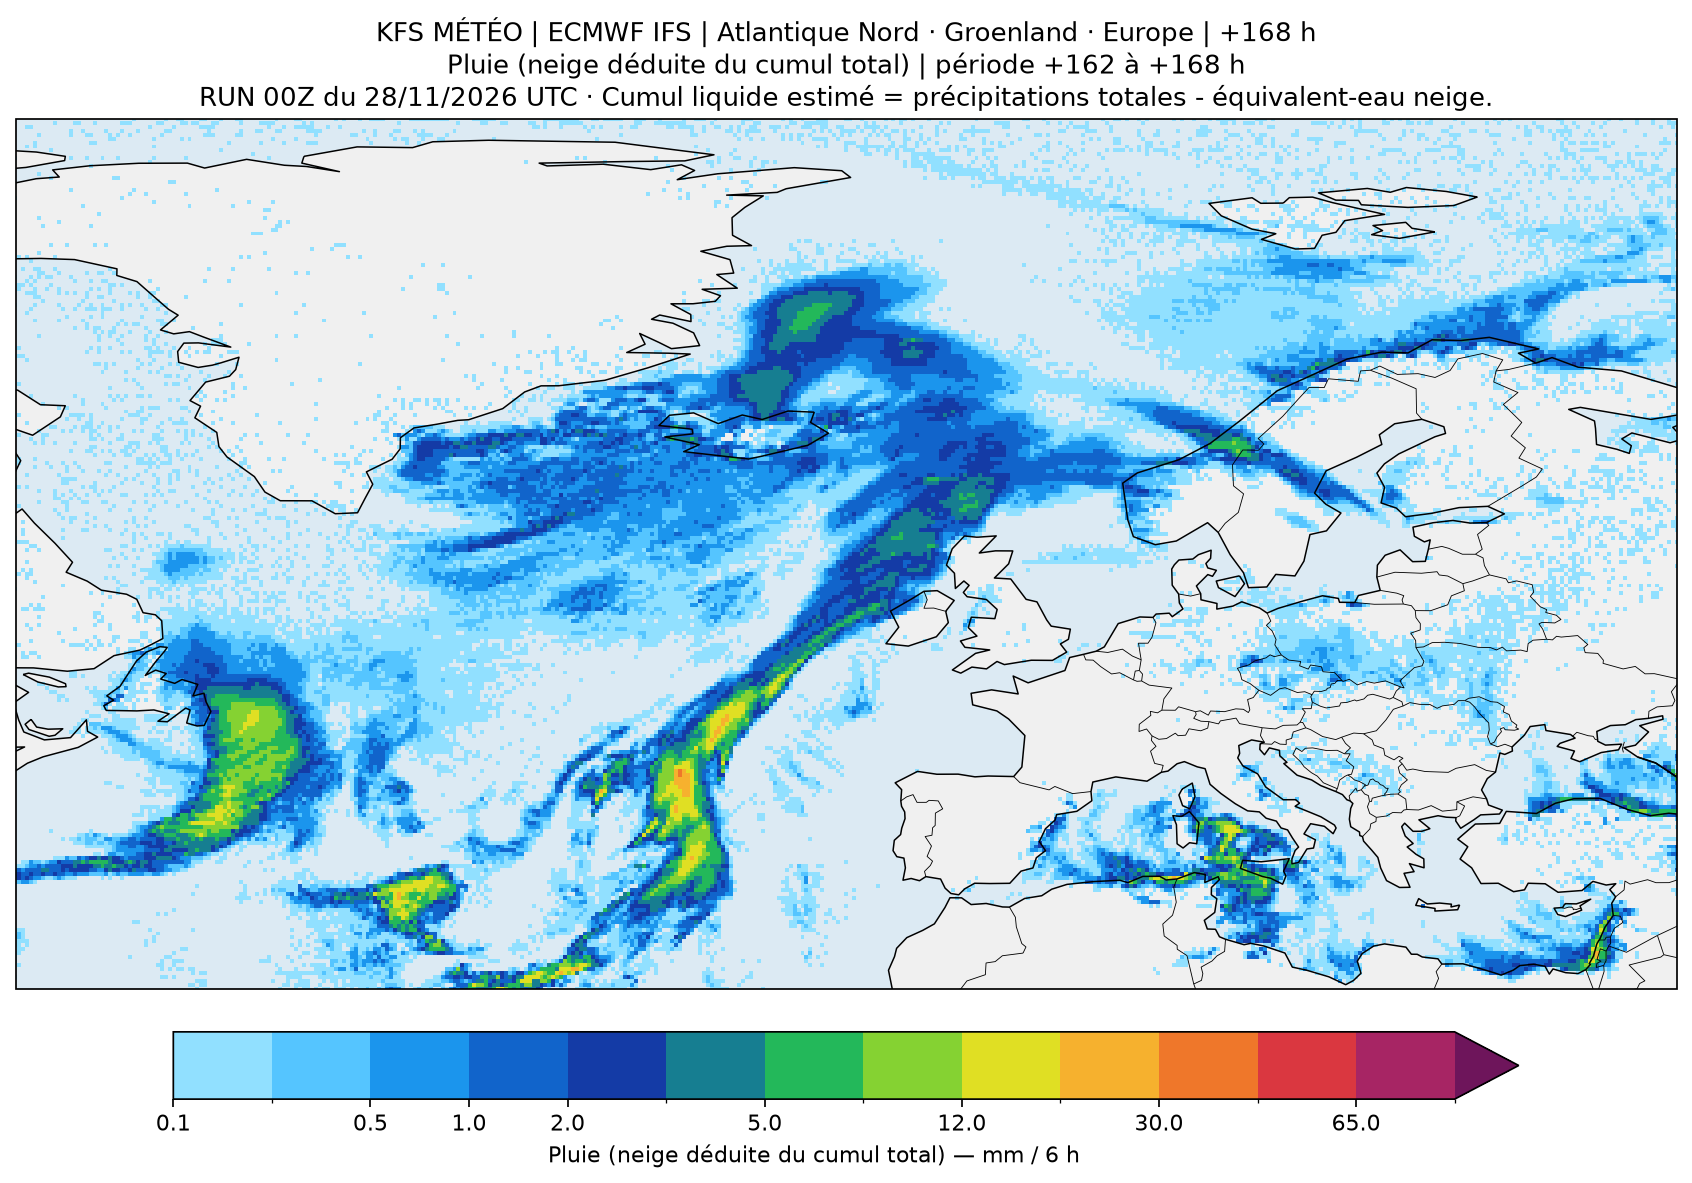 KFS MÉTÉO | ECMWF IFS | Atlantique Nord · Groenland · Europe | +168 h
Pluie (neige déduite du cumul total) | période +162 à +168 h
RUN 00Z du 28/11/2026 UTC · Cumul liquide estimé = précipitations totales - équivalent-eau neige.
0.1 0.5 1.0 2.0 5.0 12.0 30.0 65.0
Pluie (neige déduite du cumul total) — mm / 6 h